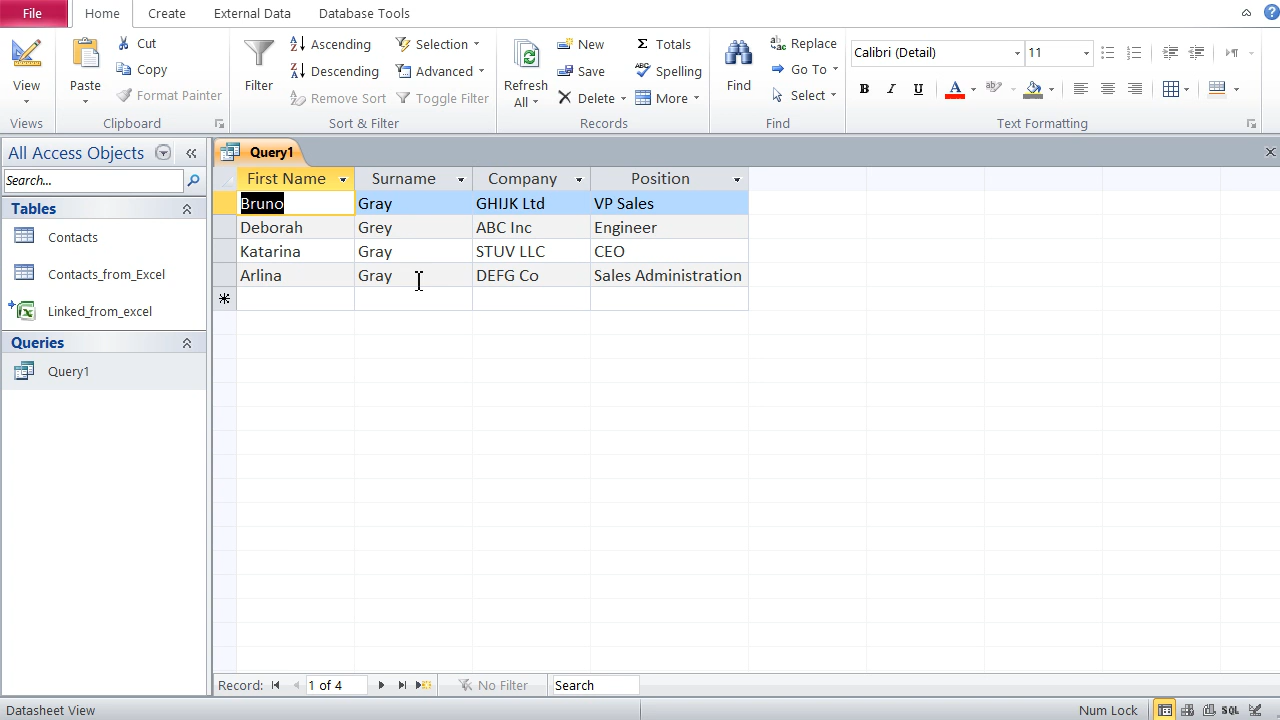 File Home Create External Data Database Tools
View
Views
Paste
Cut
Copy
Format Painter
Clipboard
Filter
Ascending
Descending
Remove Sort
Selection
Advanced
Toggle Filter
Sort & Filter
Refresh
All
New
Save
Delete
Totals
Spelling
More
Records
Find
Replace
Go To
Select
Find
Calibri (Detail) 11
B I U A
Text Formatting
All Access Objects
Search...
Tables
Contacts
Contacts_from_Excel
Linked_from_excel
Queries
Query1
Query1
First Name Surname Company Position
Bruno Gray GHIJK Ltd VP Sales
Deborah Grey ABC Inc Engineer
Katarina Gray STUV LLC CEO
Arlina Gray DEFG Co Sales Administration
Record: 1 of 4 No Filter Search
Datasheet View Num Lock SQL